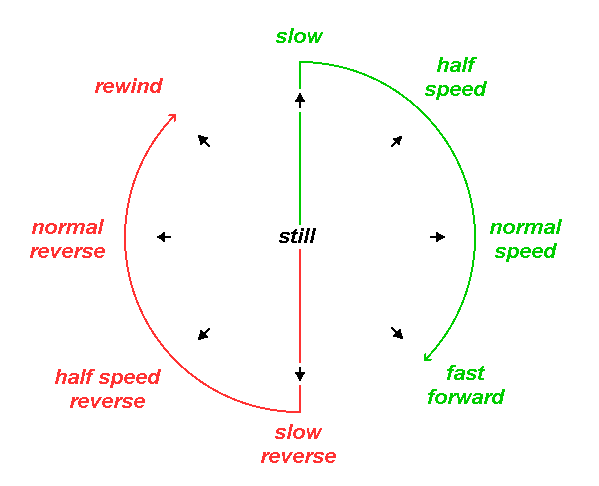 slow
half
speed
rewind
normal
reverse
still
normal
speed
half speed
reverse
fast
forward
slow
reverse